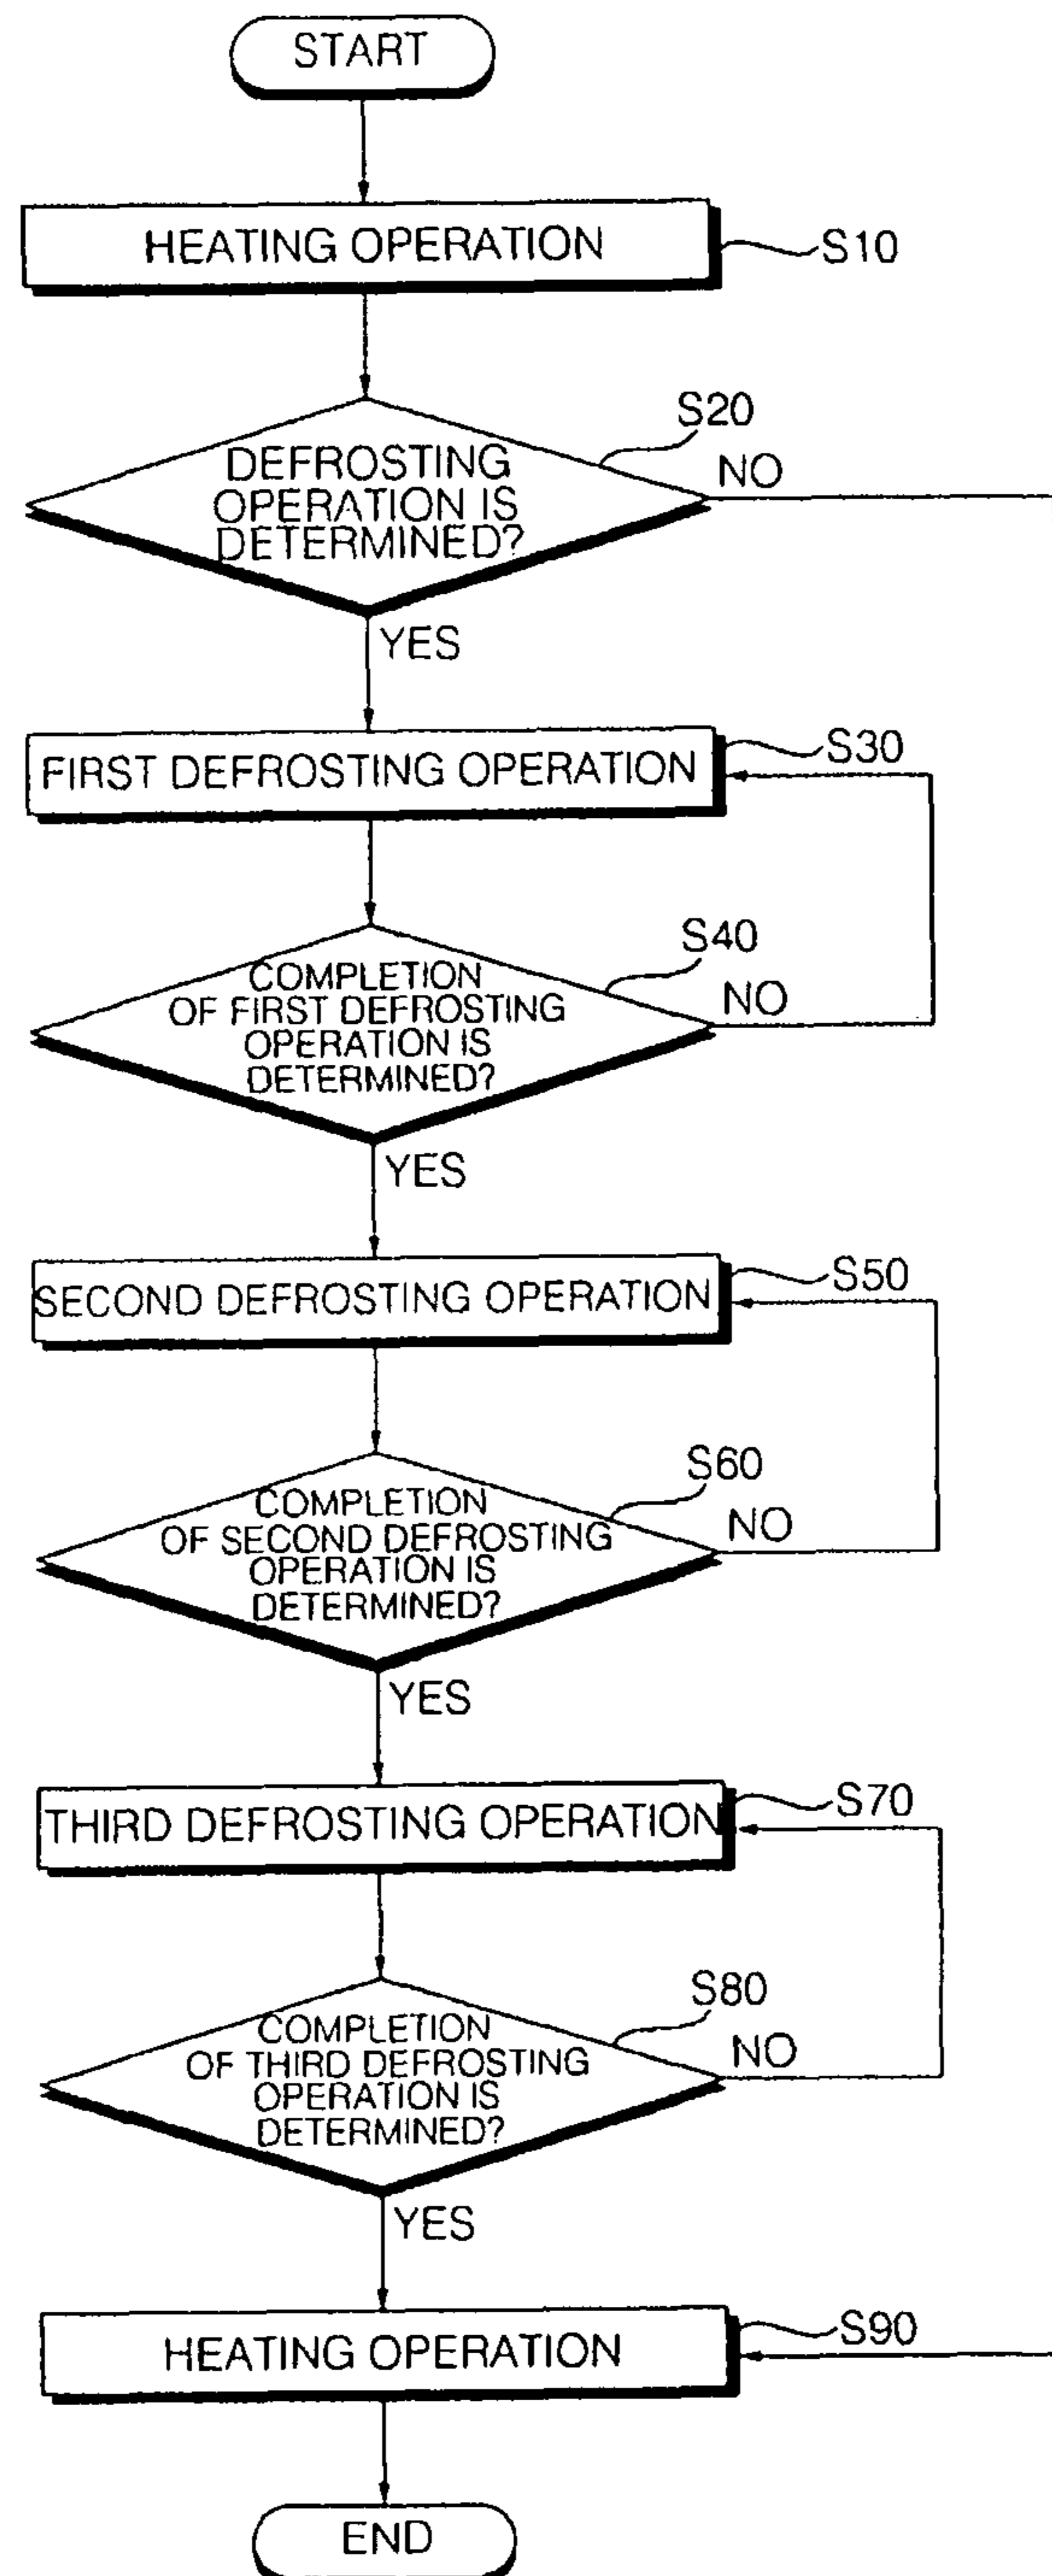 START
HEATING OPERATION
S10
S20
DEFROSTING
OPERATION IS
DETERMINED?
NO
YES
FIRST DEFROSTING OPERATION
S30
S40
COMPLETION
OF FIRST DEFROSTING
OPERATION IS
DETERMINED?
NO
YES
SECOND DEFROSTING OPERATION
S50
S60
COMPLETION
OF SECOND DEFROSTING
OPERATION IS
DETERMINED?
NO
YES
THIRD DEFROSTING OPERATION
S70
S80
COMPLETION
OF THIRD DEFROSTING
OPERATION IS
DETERMINED?
NO
YES
HEATING OPERATION
S90
END